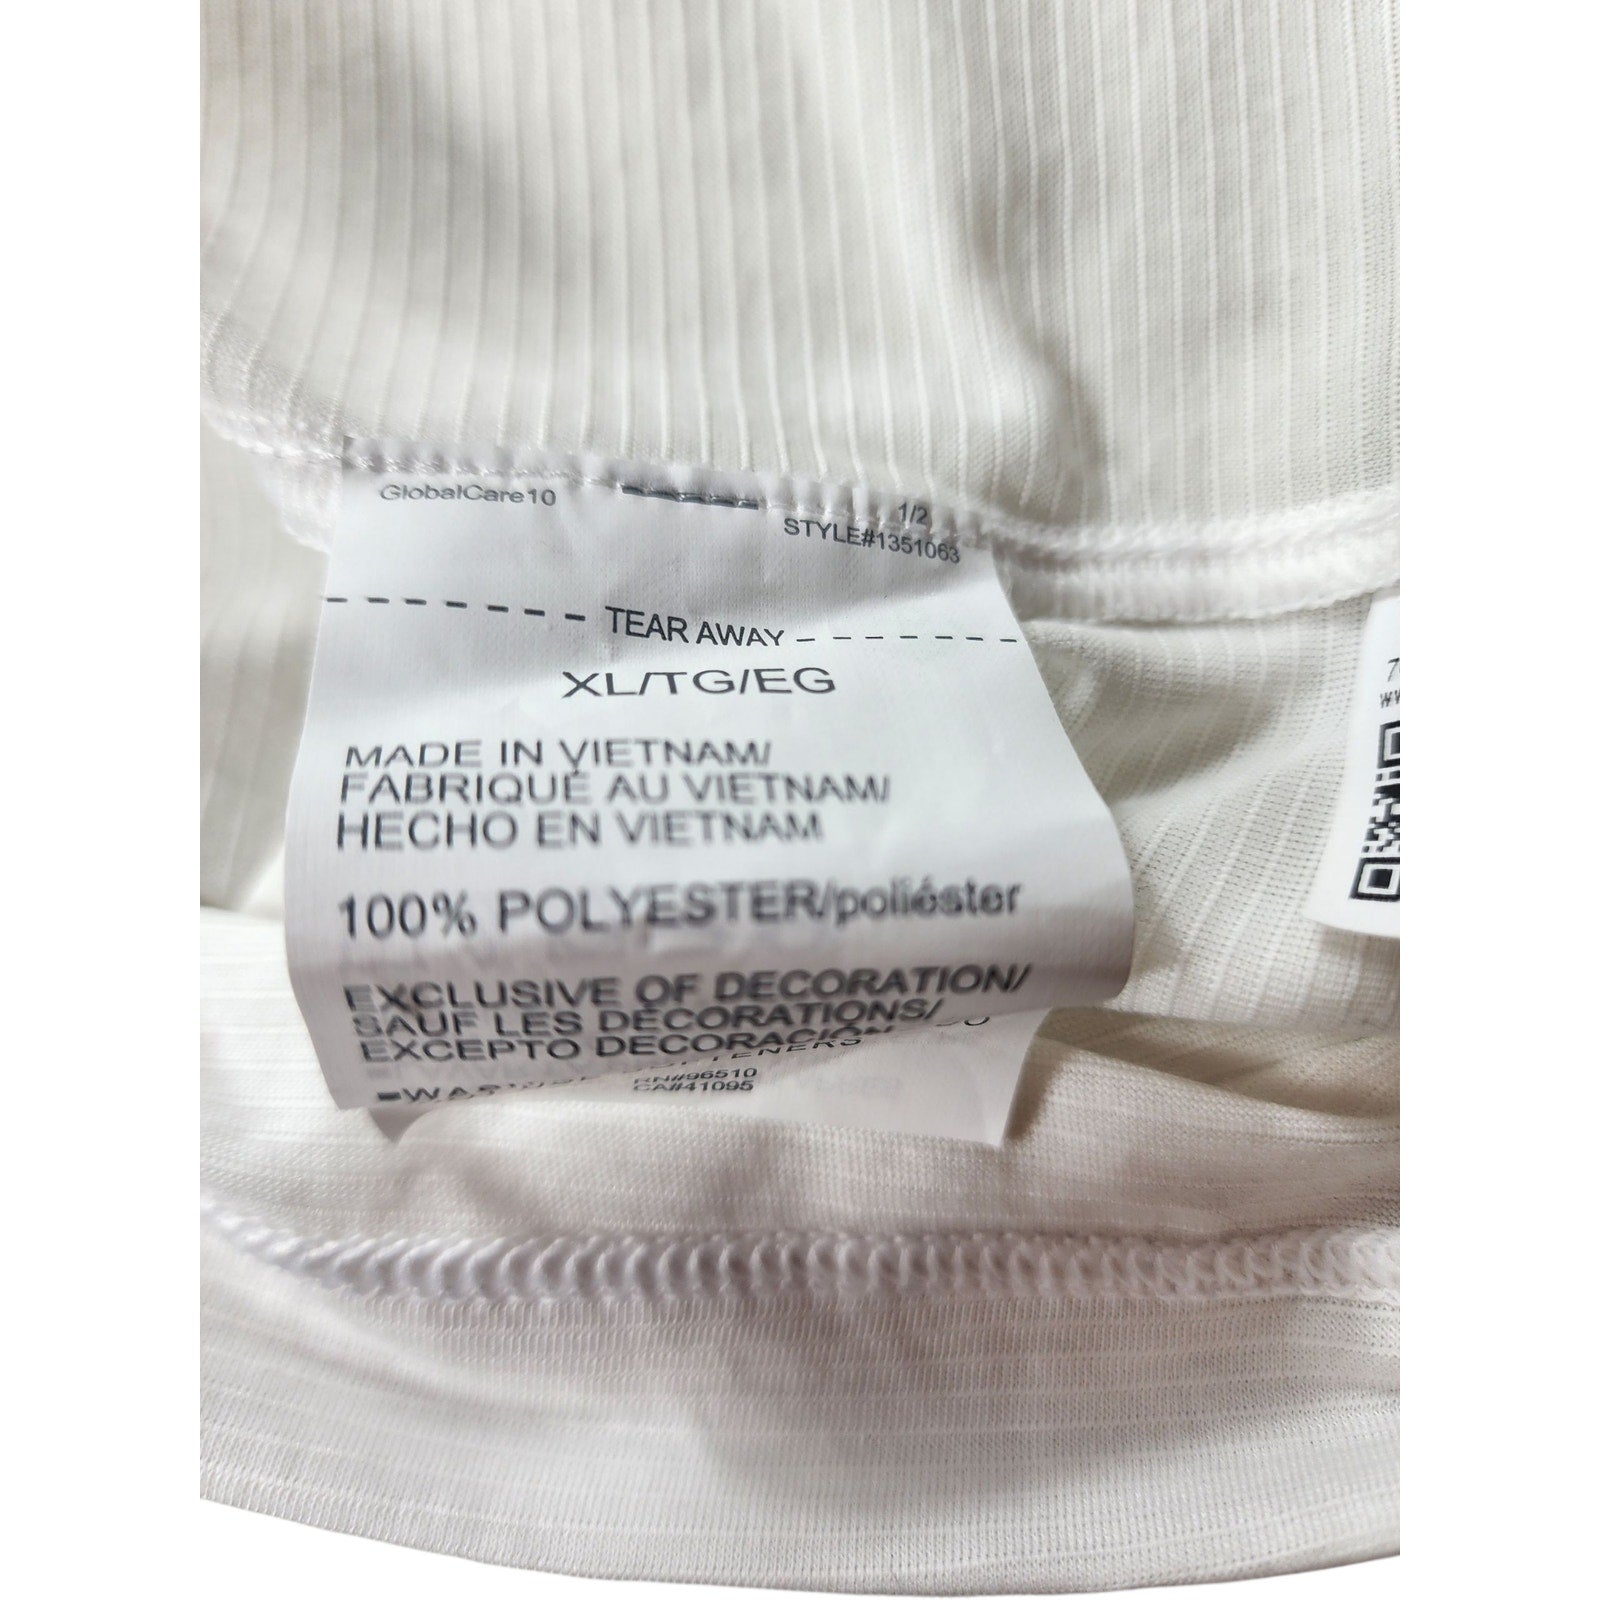 GlobalCare10
1/2
STYLE#1351063
TEAR AWAY
XL/TG/EG
MADE IN VIETNAM/
FABRIQUÉ AU VIETNAM/
HECHO EN VIETNAM
100% POLYESTER/poliéster
EXCLUSIVE OF DECORATION/
SAUF LES DÉCORATIONS/
EXCEPTO DECORACIÓN
RN#96510
CA#41095